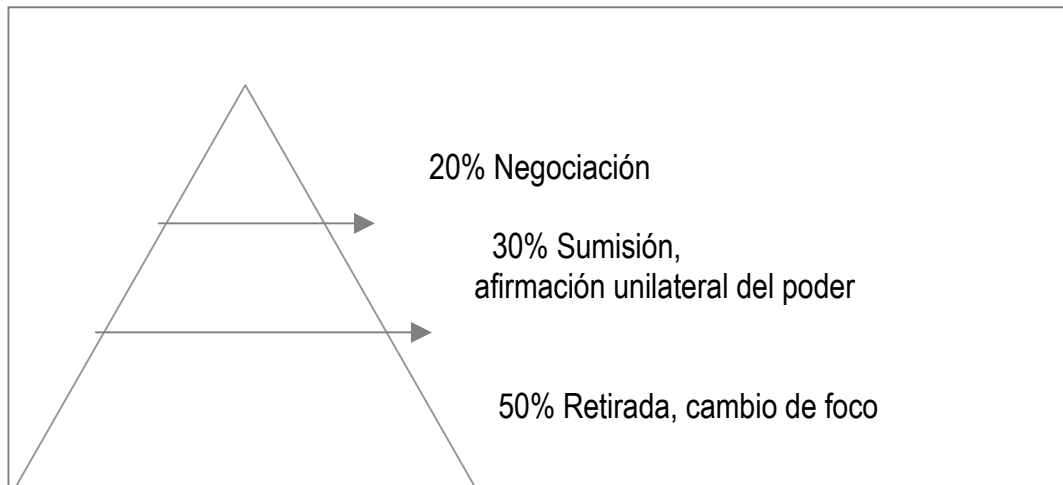 20% Negociación
30% Sumisión,
afirmación unilateral del poder
50% Retirada, cambio de foco